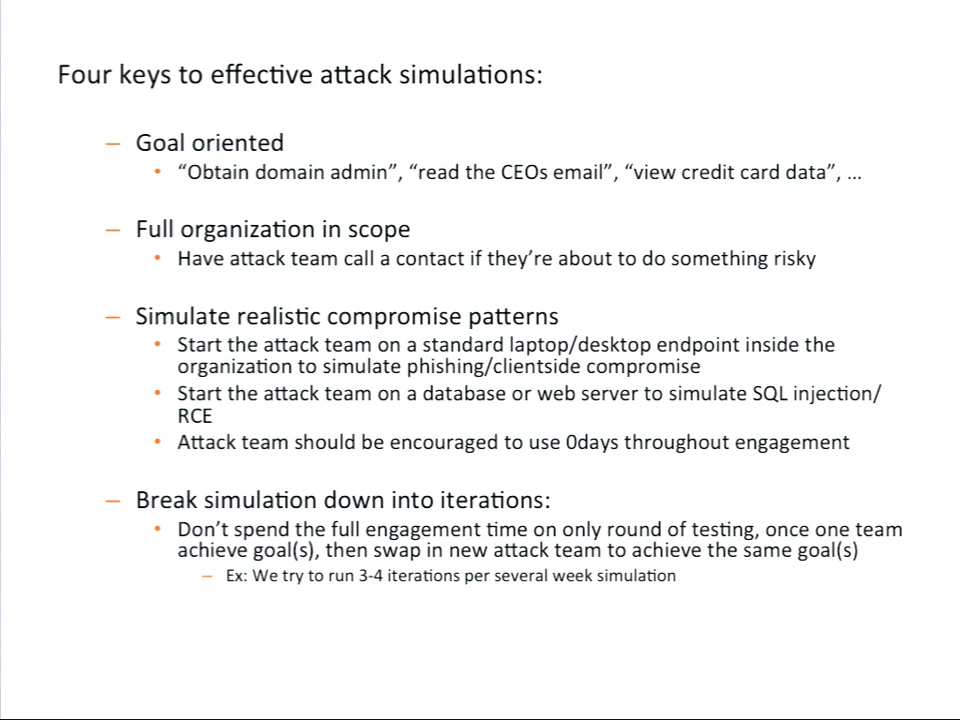 Four keys to effective attack simulations:
– Goal oriented
• “Obtain domain admin”, “read the CEOs email”, “view credit card data”, ...
– Full organization in scope
• Have attack team call a contact if they’re about to do something risky
– Simulate realistic compromise patterns
• Start the attack team on a standard laptop/desktop endpoint inside the
organization to simulate phishing/clientside compromise
• Start the attack team on a database or web server to simulate SQL injection/
RCE
• Attack team should be encouraged to use 0days throughout engagement
– Break simulation down into iterations:
• Don’t spend the full engagement time on only round of testing, once one team
achieve goal(s), then swap in new attack team to achieve the same goal(s)
– Ex: We try to run 3-4 iterations per several week simulation